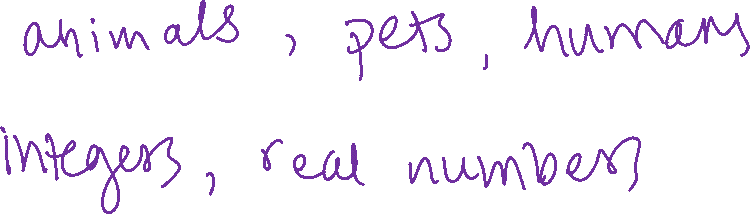 animals, pets, humans
integers, real numbers